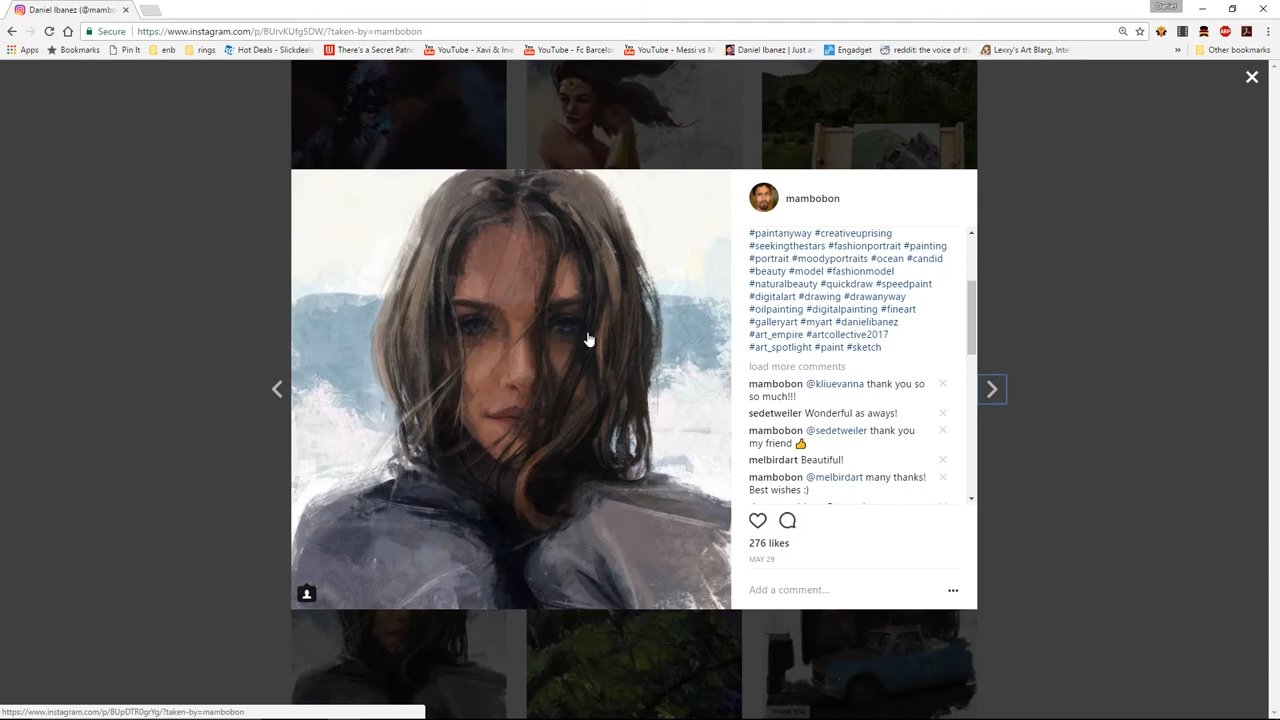 Daniel Ibanez (@mambo
Daniel
Secure
https://www.instagram.com/p/BUrvKUfg5DW/?taken-by=mambobon
Apps
Bookmarks
Pin It
enb
rings
Hot Deals - Slickdeals
There's a Secret Patri
YouTube - Xavi & Inie
YouTube - Fc Barcelo
YouTube - Messi vs M
Daniel Ibanez | Just a
Engadget
reddit: the voice of th
Lexxy's Art Blarg, Inte
Other bookmarks
mambobon
#paintanyway #creativeuprising
#seekingthestars #fashionportrait #painting
#portrait #moodyportraits #ocean #candid
#beauty #model #fashionmodel
#naturalbeauty #quickdraw #speedpaint
#digitalart #drawing #drawanyway
#oilpainting #digitalpainting #fineart
#galleryart #myart #danielibanez
#art_empire #artcollective2017
#art_spotlight #paint #sketch
load more comments
mambobon @kliuevanna thank you so
so much!!!
sedetweiler Wonderful as aways!
mambobon @sedetweiler thank you
my friend 👍
melbirdart Beautiful!
mambobon @melbirdart many thanks!
Best wishes :)
276 likes
MAY 29
Add a comment...
https://www.instagram.com/p/BUpDTR0grYg/?taken-by=mambobon